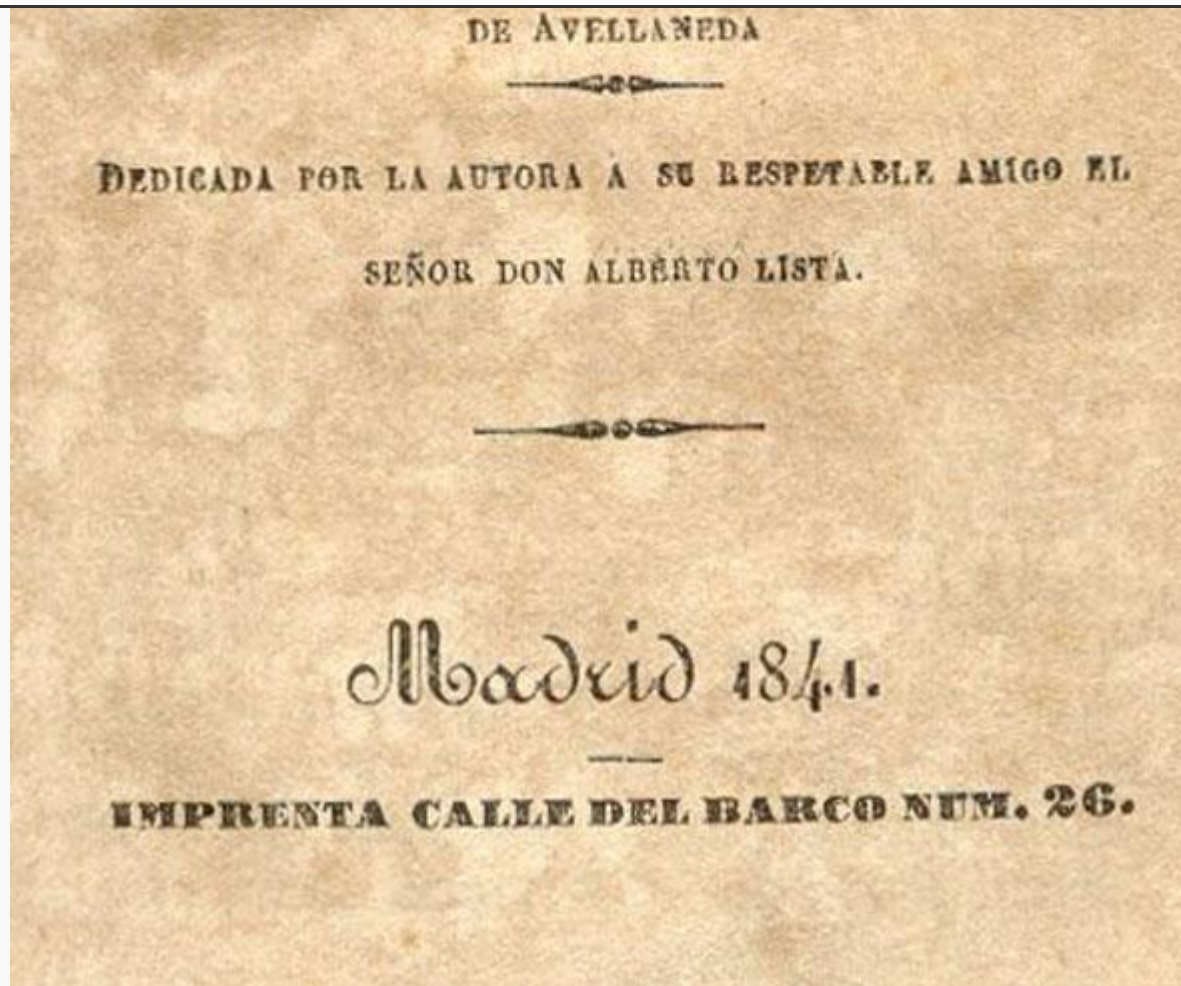 DE AVELLANEDA
DEDICADA POR LA AUTORA Á SU RESPETABLE AMIGO EL
SEÑOR DON ALBERTO LISTA.
Madrid 1841.
IMPRENTA CALLE DEL BARCO NUM. 26.